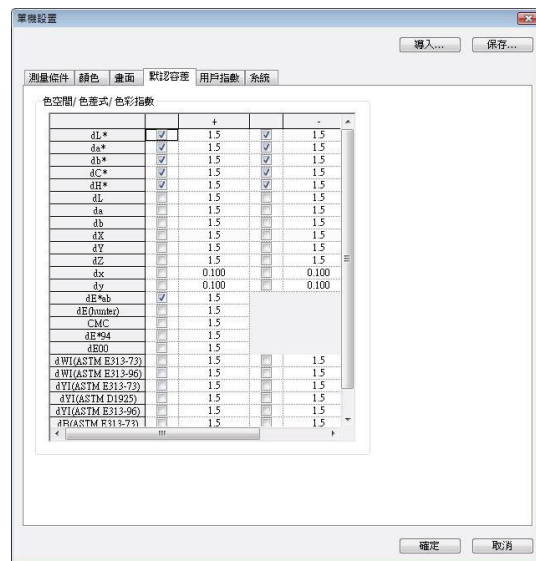 單機設置
導入... 保存...
測量條件 顏色 畫面 默認容差 用戶指數 系統
色空間/ 色差式/ 色彩指數
+ -
dL* 1.5 1.5
da* 1.5 1.5
db* 1.5 1.5
dC* 1.5 1.5
dH* 1.5 1.5
dL 1.5 1.5
da 1.5 1.5
db 1.5 1.5
dX 1.5 1.5
dY 1.5 1.5
dZ 1.5 1.5
dx 0.100 0.100
dy 0.100 0.100
dE*ab 1.5
dE(hunter) 1.5
CMC 1.5
dE*94 1.5
dE00 1.5
dWI(ASTM E313-73) 1.5 1.5
dWI(ASTM E313-96) 1.5 1.5
dYI(ASTM E313-73) 1.5 1.5
dYI(ASTM D1925) 1.5 1.5
dYI(ASTM E313-96) 1.5 1.5
dB(ASTM E313-73) 1.5 1.5
確定 取消